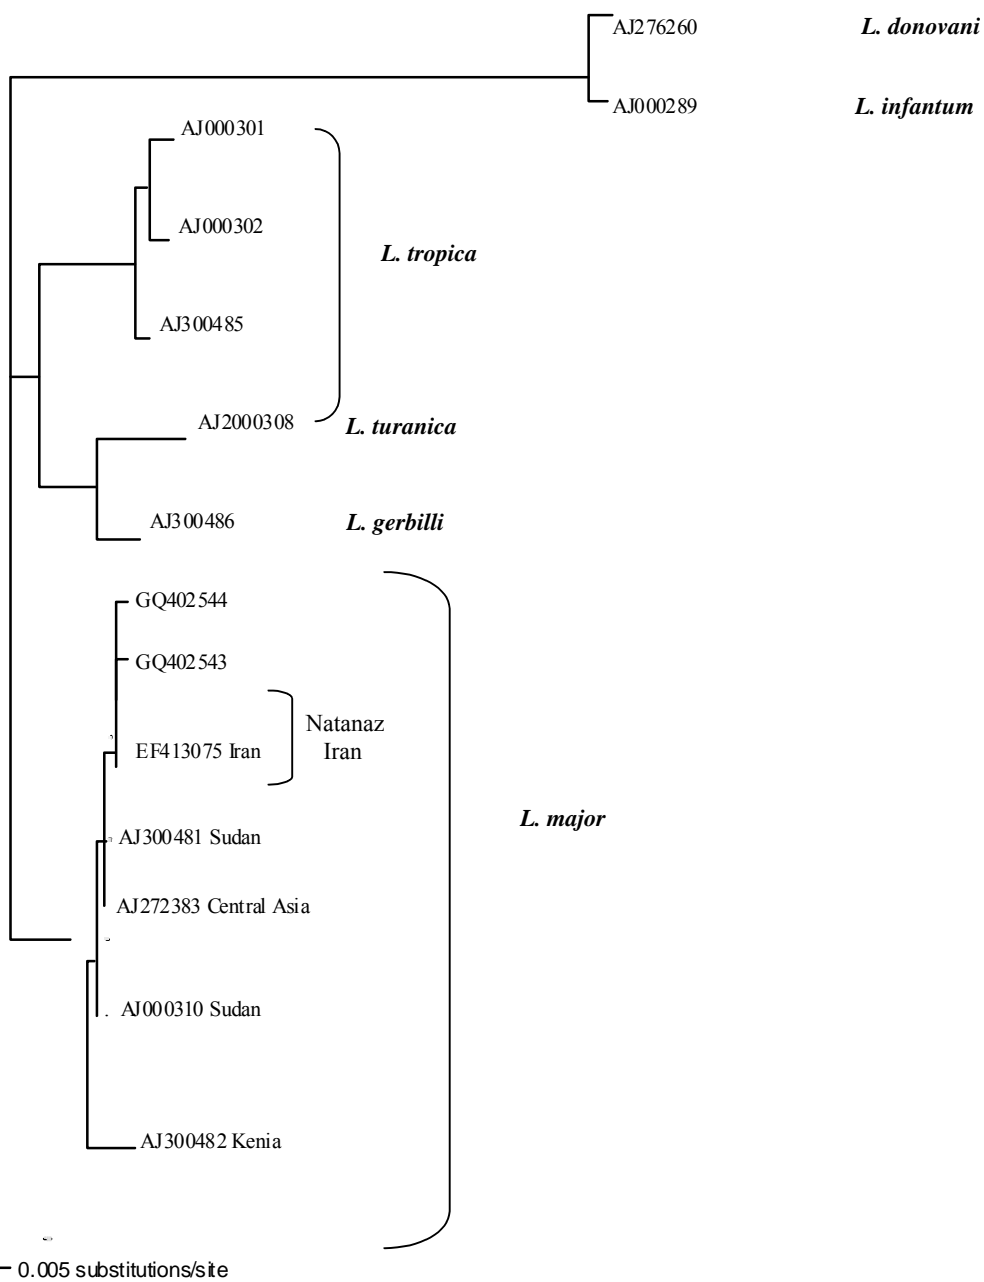 AJ276260 L. donovani
AJ000289 L. infantum
AJ000301
AJ000302
L. tropica
AJ300485
AJ2000308 L. turanica
AJ300486 L. gerbilli
GQ402544
GQ402543
Natanaz
Iran
EF413075 Iran
L. major
AJ300481 Sudan
AJ272383 Central Asia
AJ000310 Sudan
AJ300482 Kenia
0.005 substitutions/site